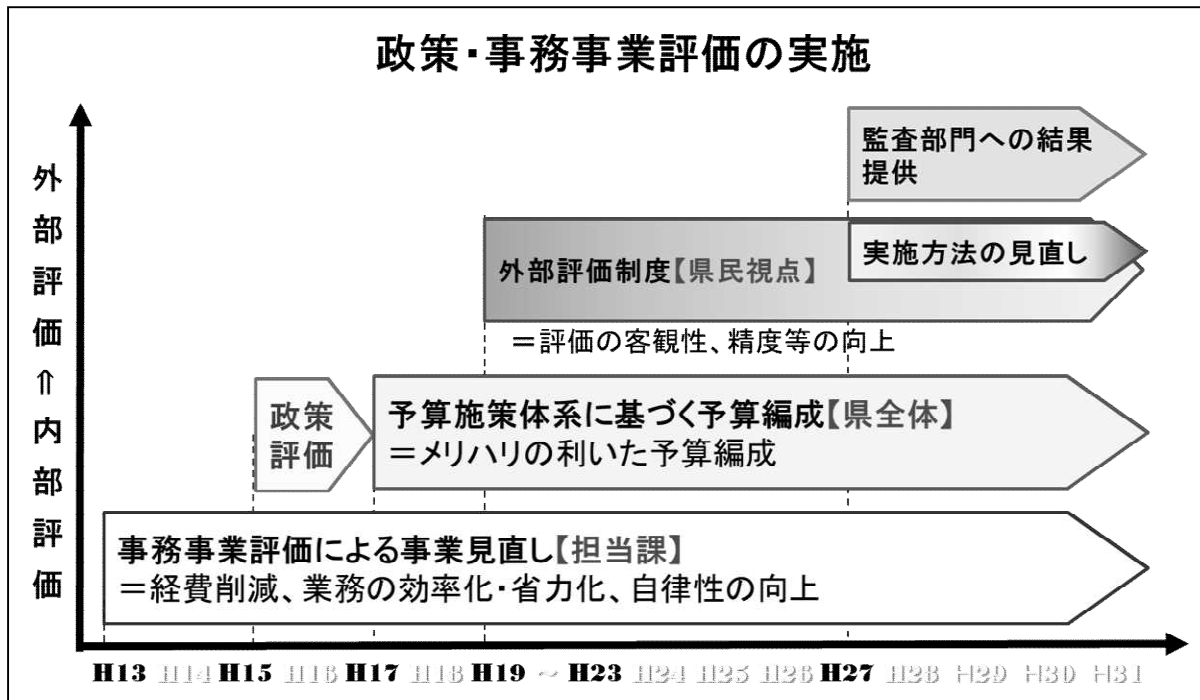 政策・事務事業評価の実施
監査部門への結果
提供
実施方法の見直し
外部評価制度【県民視点】
＝評価の客観性、精度等の向上
政策
評価
予算施策体系に基づく予算編成【県全体】
＝メリハリの利いた予算編成
事務事業評価による事業見直し【担当課】
＝経費削減、業務の効率化・省力化、自律性の向上
外部評価⇑内部評価
H13 H14 H15 H16 H17 H18 H19 ～ H23 H24 H25 H26 H27 H28 H29 H30 H31